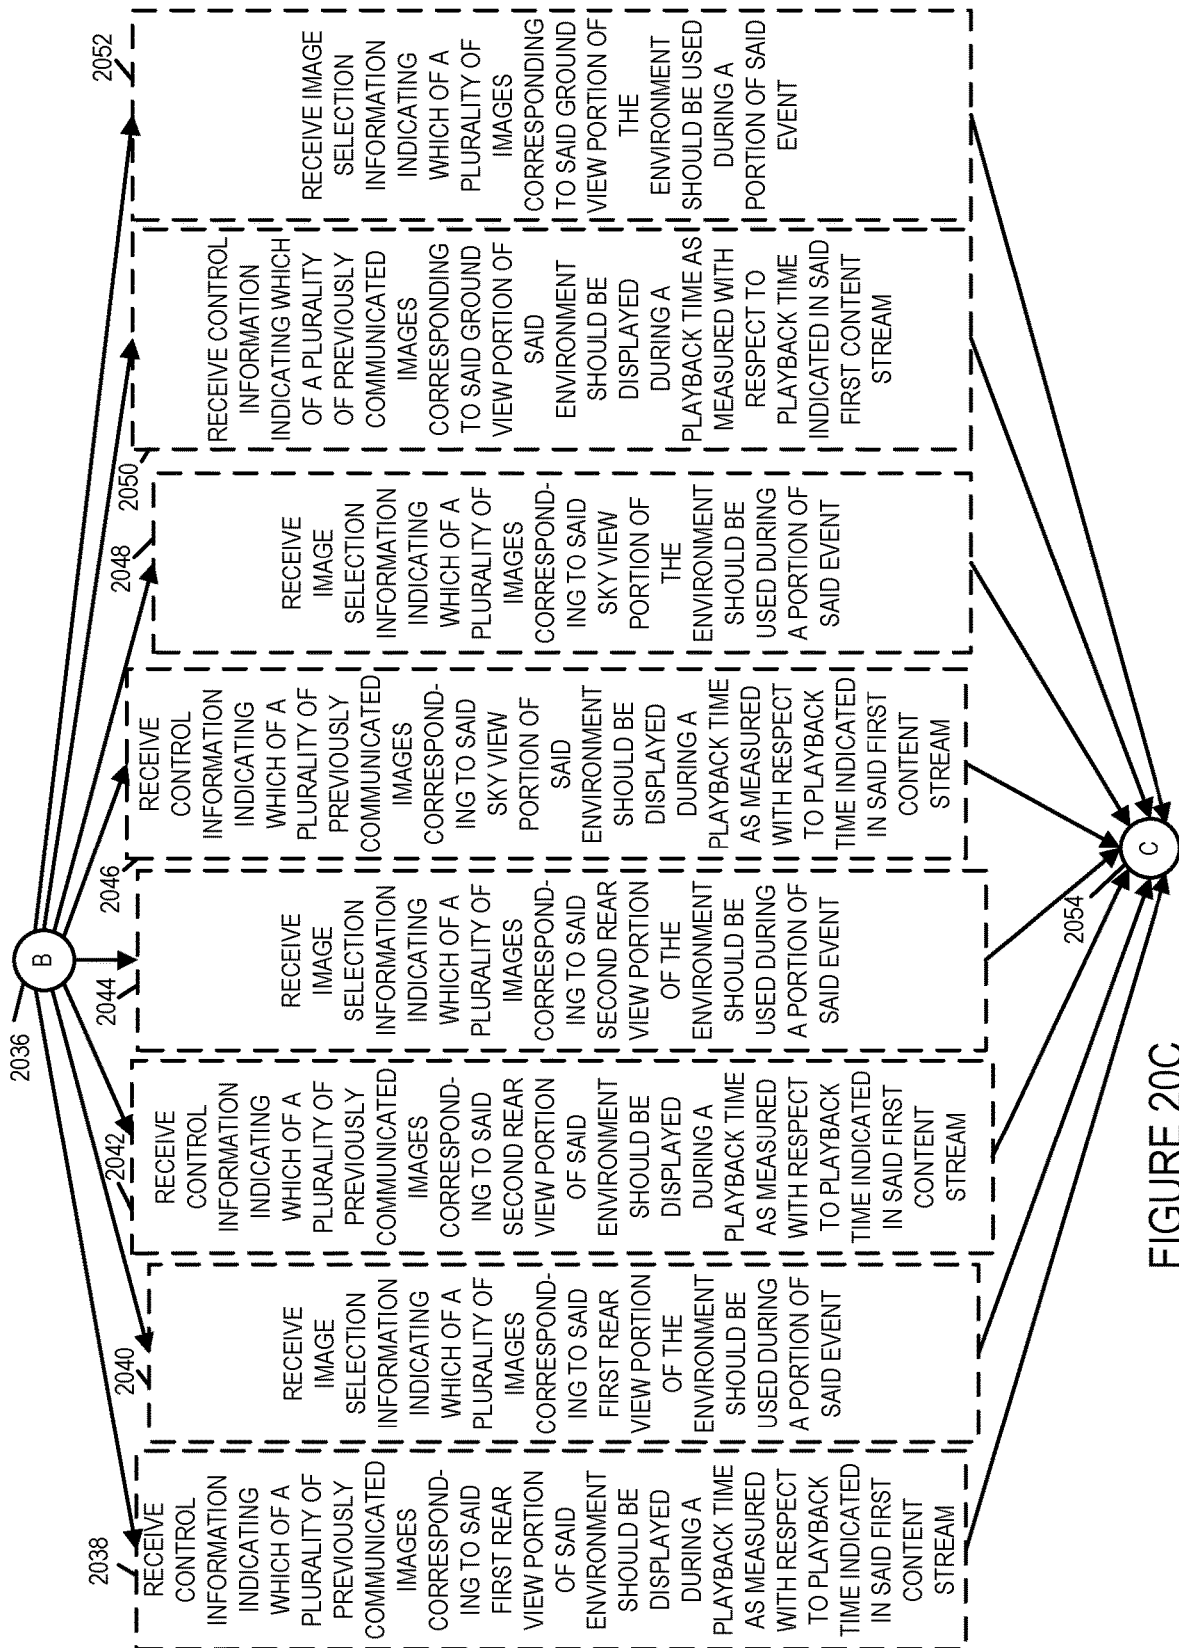 2036
B
2038
RECEIVE
CONTROL
INFORMATION
INDICATING
WHICH OF A
PLURALITY OF
PREVIOUSLY
COMMUNICATED
IMAGES
CORRESPOND-
ING TO SAID
FIRST REAR
VIEW PORTION
OF SAID
ENVIRONMENT
SHOULD BE
DISPLAYED
DURING A
PLAYBACK TIME
AS MEASURED
WITH RESPECT
TO PLAYBACK
TIME INDICATED
IN SAID FIRST
CONTENT
STREAM
2040
RECEIVE
IMAGE
SELECTION
INFORMATION
INDICATING
WHICH OF A
PLURALITY OF
IMAGES
CORRESPOND-
ING TO SAID
FIRST REAR
VIEW PORTION
OF THE
ENVIRONMENT
SHOULD BE
USED DURING
A PORTION OF
SAID EVENT
2042
RECEIVE
CONTROL
INFORMATION
INDICATING
WHICH OF A
PLURALITY OF
PREVIOUSLY
COMMUNICATED
IMAGES
CORRESPOND-
ING TO SAID
SECOND REAR
VIEW PORTION
OF SAID
ENVIRONMENT
SHOULD BE
DISPLAYED
DURING A
PLAYBACK TIME
AS MEASURED
WITH RESPECT
TO PLAYBACK
TIME INDICATED
IN SAID FIRST
CONTENT
STREAM
2044
RECEIVE
IMAGE
SELECTION
INFORMATION
INDICATING
WHICH OF A
PLURALITY OF
IMAGES
CORRESPOND-
ING TO SAID
SECOND REAR
VIEW PORTION
OF THE
ENVIRONMENT
SHOULD BE
USED DURING
A PORTION OF
SAID EVENT
2046
RECEIVE
CONTROL
INFORMATION
INDICATING
WHICH OF A
PLURALITY OF
PREVIOUSLY
COMMUNICATED
IMAGES
CORRESPOND-
ING TO SAID
SKY VIEW
PORTION OF
SAID
ENVIRONMENT
SHOULD BE
DISPLAYED
DURING A
PLAYBACK TIME
AS MEASURED
WITH RESPECT
TO PLAYBACK
TIME INDICATED
IN SAID FIRST
CONTENT
STREAM
2048
RECEIVE
IMAGE
SELECTION
INFORMATION
INDICATING
WHICH OF A
PLURALITY OF
IMAGES
CORRESPOND-
ING TO SAID
SKY VIEW
PORTION OF
THE
ENVIRONMENT
SHOULD BE
USED DURING
A PORTION OF
SAID EVENT
2050
RECEIVE CONTROL
INFORMATION
INDICATING WHICH
OF A PLURALITY
OF PREVIOUSLY
COMMUNICATED
IMAGES
CORRESPONDING
TO SAID GROUND
VIEW PORTION OF
SAID
ENVIRONMENT
SHOULD BE
DISPLAYED
DURING A
PLAYBACK TIME AS
MEASURED WITH
RESPECT TO
PLAYBACK TIME
INDICATED IN SAID
FIRST CONTENT
STREAM
2052
RECEIVE IMAGE
SELECTION
INFORMATION
INDICATING
WHICH OF A
PLURALITY OF
IMAGES
CORRESPONDING
TO SAID GROUND
VIEW PORTION OF
THE
ENVIRONMENT
SHOULD BE USED
DURING A
PORTION OF SAID
EVENT
2054
C
FIGURE 20C